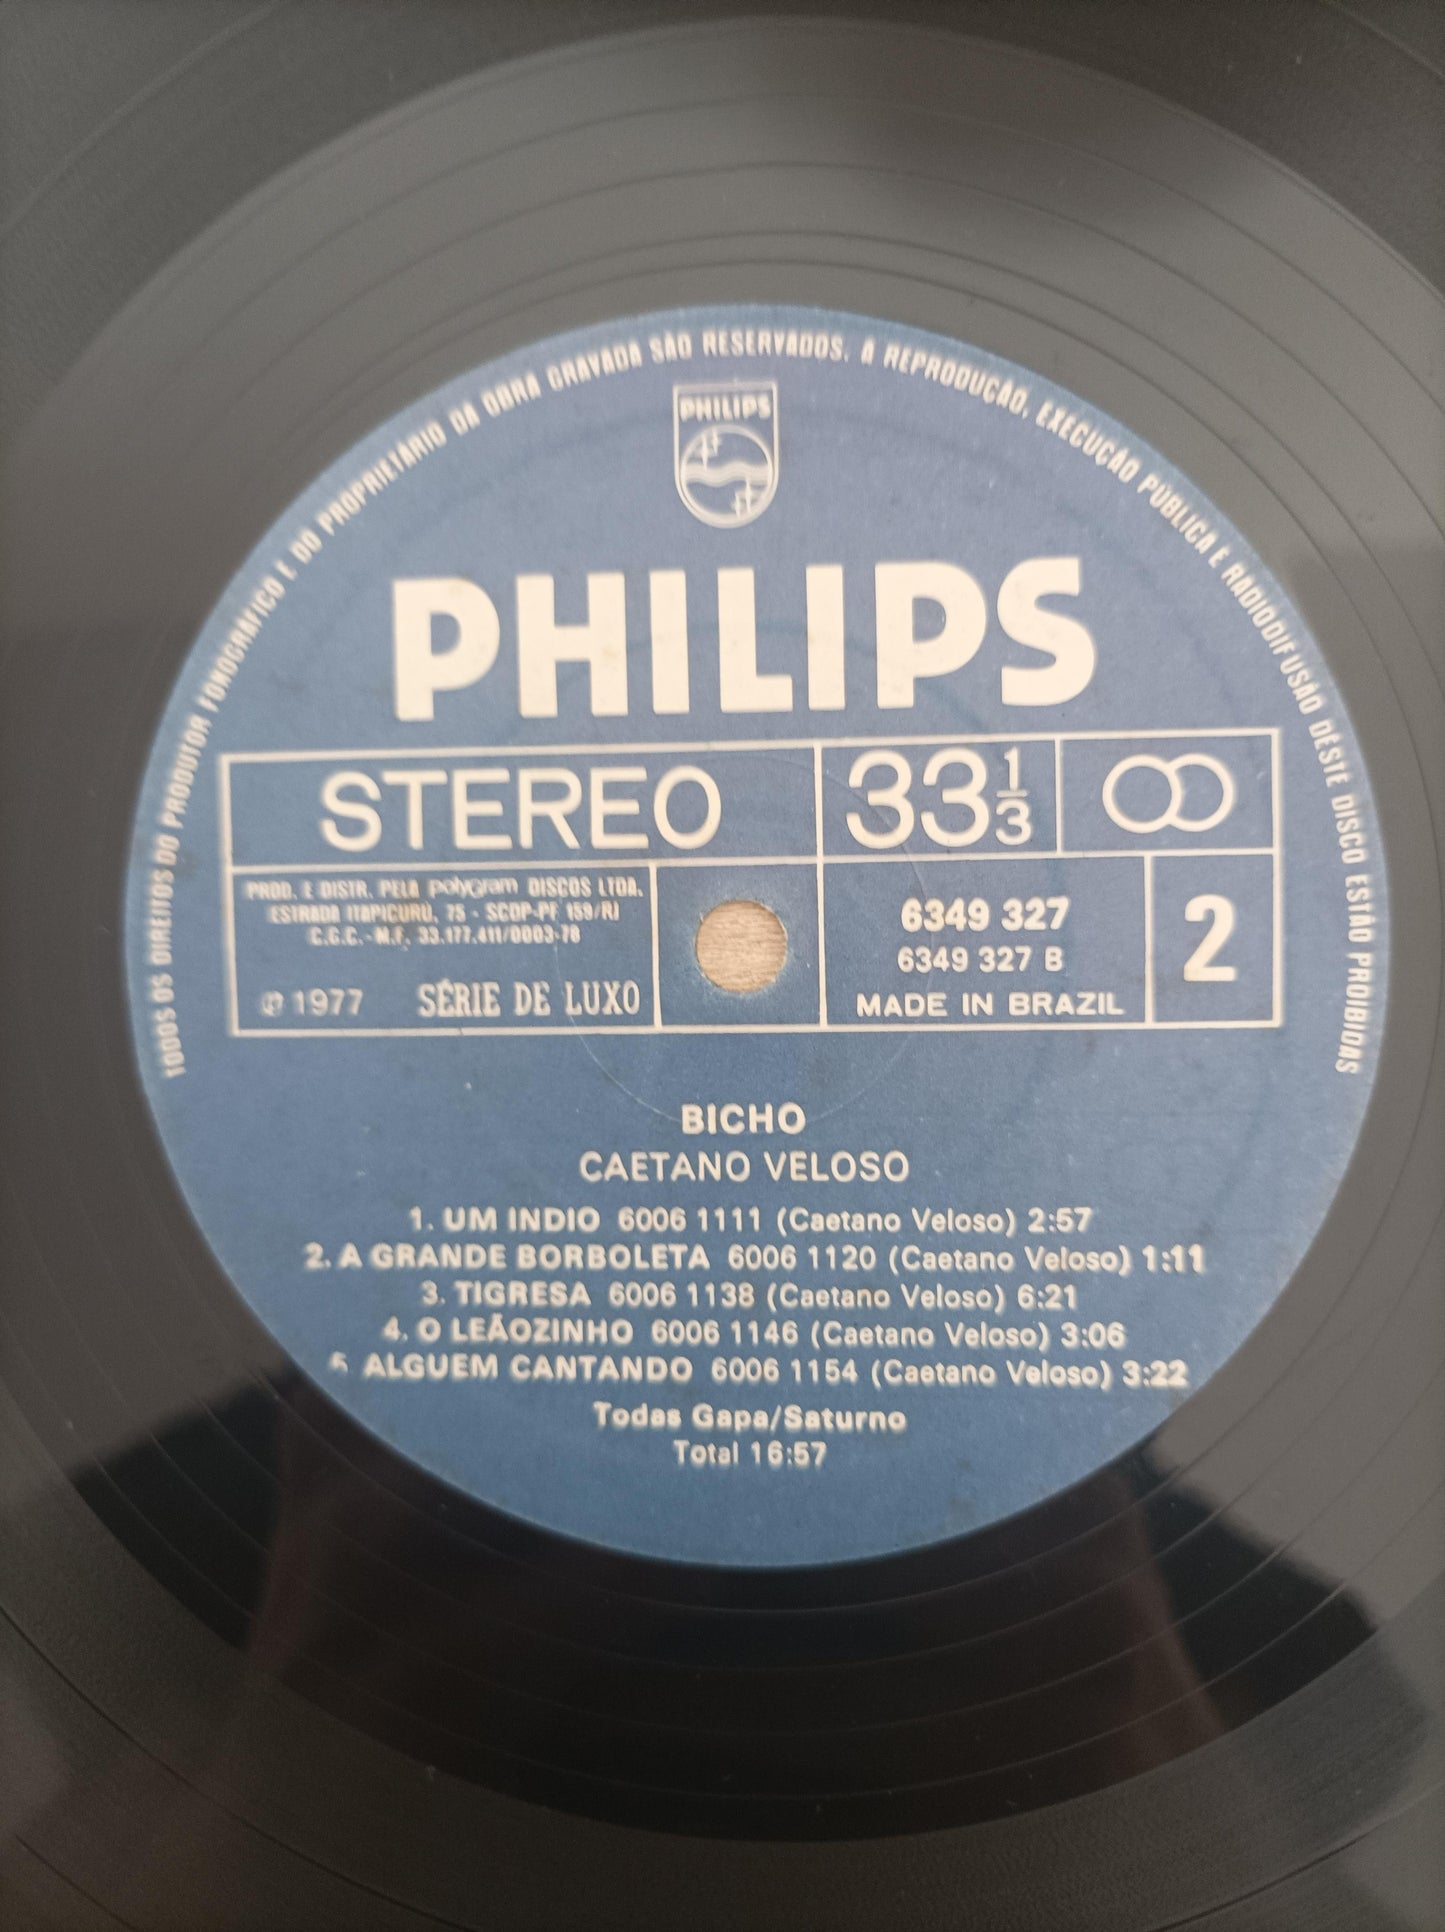 TODOS OS DIREITOS DO PRODUTOR FONOGRÁFICO E DO PROPRIETÁRIO DA OBRA GRAVADA SÃO RESERVADOS. A REPRODUÇÃO, EXECUÇÃO PÚBLICA E RADIODIFUSÃO DESTE DISCO ESTÃO PROIBIDAS
PHILIPS
PHILIPS
STEREO 33 1/3
PROD. E DISTR. PELA polygram DISCOS LTDA.
ESTRADA ITAPICURÚ, 75 - SCDP-PF 159/RJ
C.G.C.-M.F. 33.177.411/0003-78
℗ 1977 SÉRIE DE LUXO
6349 327
6349 327 B
MADE IN BRAZIL
2
BICHO
CAETANO VELOSO
1. UM INDIO 6006 1111 (Caetano Veloso) 2:57
2. A GRANDE BORBOLETA 6006 1120 (Caetano Veloso) 1:11
3. TIGRESA 6006 1138 (Caetano Veloso) 6:21
4. O LEÃOZINHO 6006 1146 (Caetano Veloso) 3:06
5. ALGUEM CANTANDO 6006 1154 (Caetano Veloso) 3:22
Todas Gapa/Saturno
Total 16:57